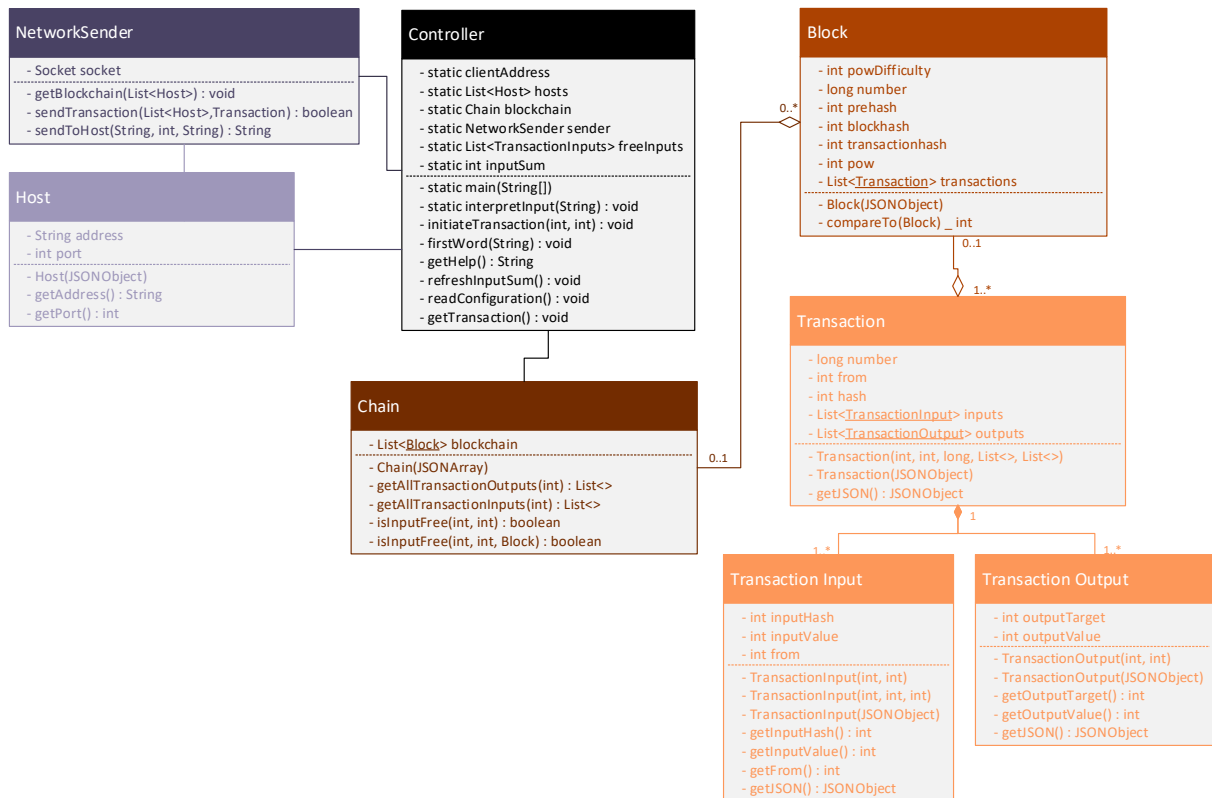 NetworkSender
- Socket socket
- getBlockchain(List<Host>) : void
- sendTransaction(List<Host>,Transaction) : boolean
- sendToHost(String, int, String) : String
Host
- String address
- int port
- Host(JSONObject)
- getAddress() : String
- getPort() : int
Controller
- static clientAddress
- static List<Host> hosts
- static Chain blockchain
- static NetworkSender sender
- static List<TransactionInputs> freeInputs
- static int inputSum
- static main(String[])
- static interpretInput(String) : void
- initiateTransaction(int, int) : void
- firstWord(String) : void
- getHelp() : String
- refreshInputSum() : void
- readConfiguration() : void
- getTransaction() : void
Chain
- List<Block> blockchain
- Chain(JSONArray)
- getAllTransactionOutputs(int) : List<>
- getAllTransactionInputs(int) : List<>
- isInputFree(int, int) : boolean
- isInputFree(int, int, Block) : boolean
0..1
0..*
Block
- int powDifficulty
- long number
- int prehash
- int blockhash
- int transactionhash
- int pow
- List<Transaction> transactions
- Block(JSONObject)
- compareTo(Block) _ int
0..1
1..*
Transaction
- long number
- int from
- int hash
- List<TransactionInput> inputs
- List<TransactionOutput> outputs
- Transaction(int, int, long, List<>, List<>)
- Transaction(JSONObject)
- getJSON() : JSONObject
1
1..*
1..*
Transaction Input
- int inputHash
- int inputValue
- int from
- TransactionInput(int, int)
- TransactionInput(int, int, int)
- TransactionInput(JSONObject)
- getInputHash() : int
- getInputValue() : int
- getFrom() : int
- getJSON() : JSONObject
Transaction Output
- int outputTarget
- int outputValue
- TransactionOutput(int, int)
- TransactionOutput(JSONObject)
- getOutputTarget() : int
- getOutputValue() : int
- getJSON() : JSONObject